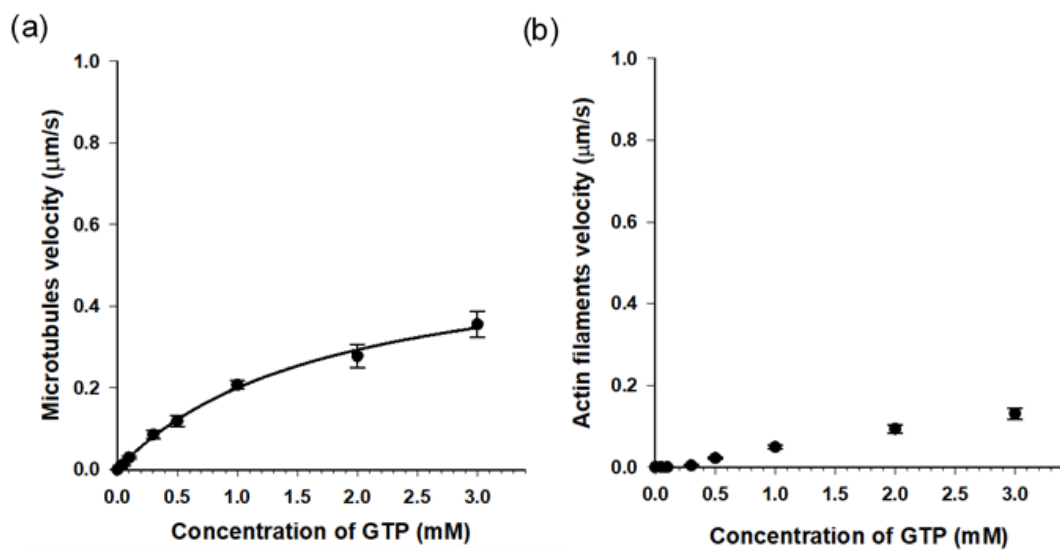 (a)
Microtubules velocity (μm/s)
1.0
0.8
0.6
0.4
0.2
0.0
0.0 0.5 1.0 1.5 2.0 2.5 3.0
Concentration of GTP (mM)
(b)
Actin filaments velocity (μm/s)
1.0
0.8
0.6
0.4
0.2
0.0
0.0 0.5 1.0 1.5 2.0 2.5 3.0
Concentration of GTP (mM)